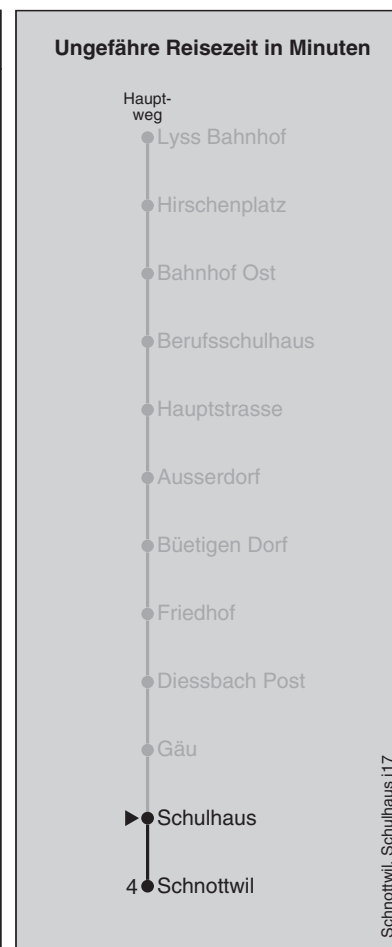 Ungefähre Reisezeit in Minuten
Haupt-
weg
Lyss Bahnhof
Hirschenplatz
Bahnhof Ost
Berufsschulhaus
Hauptstrasse
Ausserdorf
Büetigen Dorf
Friedhof
Diessbach Post
Gäu
Schulhaus
4 Schnottwil
Schnottwil, Schulhaus j17